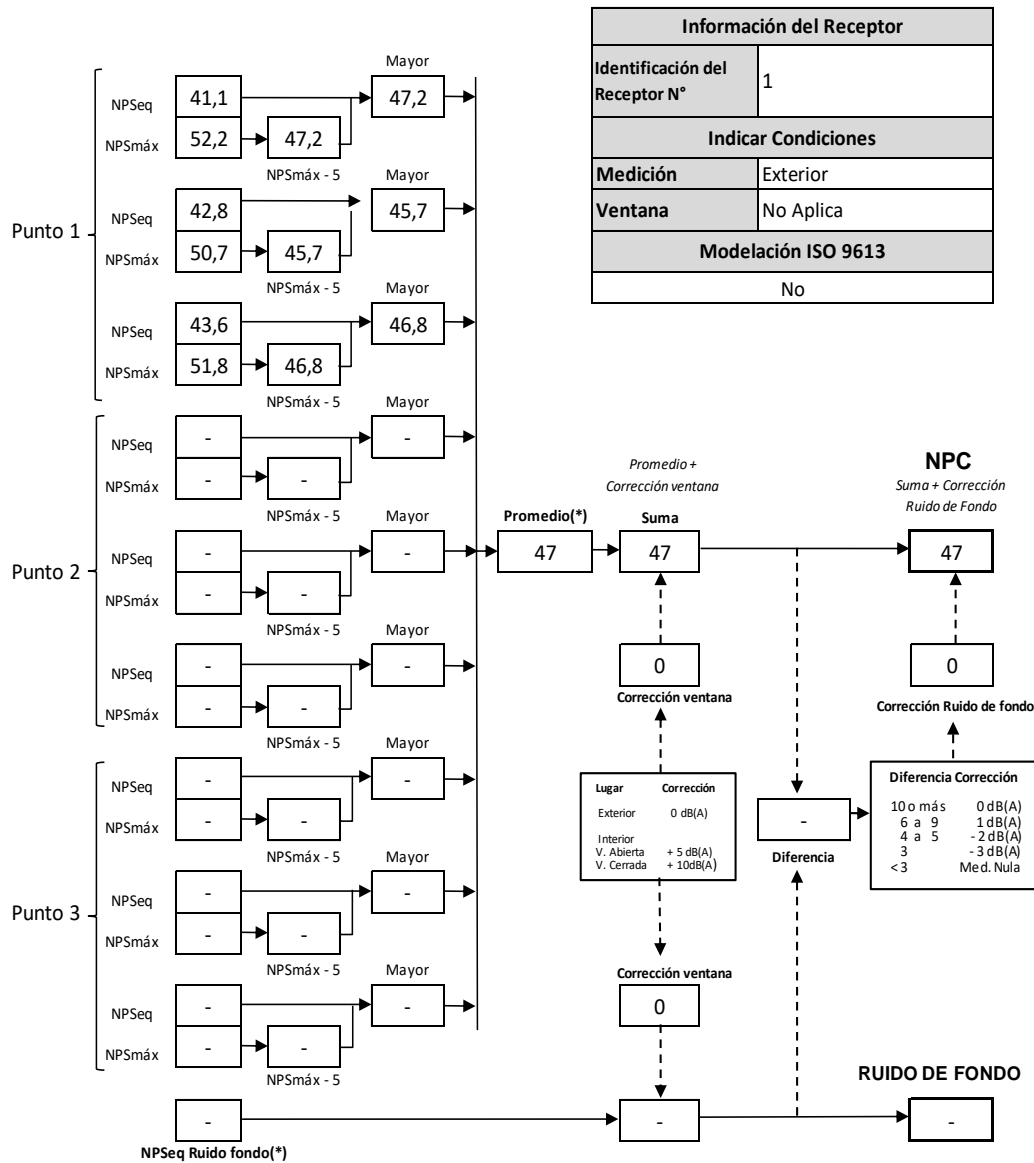 Información del Receptor
Identificación del Receptor N° 1
Indicar Condiciones
Medición Exterior
Ventana No Aplica
Modelación ISO 9613
No
Punto 1
Mayor
NPSeq 41,1 47,2
NPSmáx 52,2 47,2
NPSmáx - 5
Mayor
NPSeq 42,8 45,7
NPSmáx 50,7 45,7
NPSmáx - 5
Mayor
NPSeq 43,6 46,8
NPSmáx 51,8 46,8
NPSmáx - 5
Punto 2
Mayor
NPSeq - -
NPSmáx - -
NPSmáx - 5
Mayor
NPSeq - -
NPSmáx - -
NPSmáx - 5
Mayor
NPSeq - -
NPSmáx - -
NPSmáx - 5
Punto 3
Mayor
NPSeq - -
NPSmáx - -
NPSmáx - 5
Mayor
NPSeq - -
NPSmáx - -
NPSmáx - 5
Mayor
NPSeq - -
NPSmáx - -
NPSmáx - 5
-
NPSeq Ruido fondo(*)
Promedio(*)
47
Promedio +
Corrección ventana
Suma
47
0
Corrección ventana
Lugar Corrección
Exterior 0 dB(A)
Interior
V. Abierta + 5 dB(A)
V. Cerrada + 10dB(A)
Corrección ventana
0
-
NPC
Suma + Corrección
Ruido de Fondo
47
0
Corrección Ruido de fondo
-
Diferencia
Diferencia Corrección
10 o más 0 dB(A)
6 a 9 1 dB(A)
4 a 5 - 2 dB(A)
3 - 3 dB(A)
< 3 Med. Nula
RUIDO DE FONDO
-